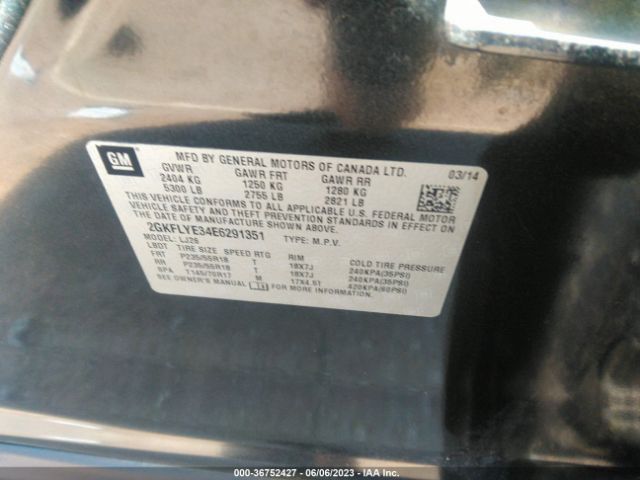 GM
MFD BY GENERAL MOTORS OF CANADA LTD.
03/14
GVWR GAWR FRT GAWR RR
2404 KG 1250 KG 1280 KG
5300 LB 2755 LB 2821 LB
THIS VEHICLE CONFORMS TO ALL APPLICABLE U.S. FEDERAL MOTOR
VEHICLE SAFETY AND THEFT PREVENTION STANDARDS IN EFFECT ON
THE DATE OF MANUFACTURE SHOWN ABOVE.
2GKFLYE34E6291351 TYPE: M.P.V.
MODEL: LJ26
LBDT TIRE SIZE SPEED RTG RIM COLD TIRE PRESSURE
FRT P235/55R18 T 18X7J 240KPA(35PSI)
RR P235/55R18 T 18X7J 240KPA(35PSI)
SPA T145/70R17 M 17X4.5T 420KPA(60PSI)
SEE OWNER'S MANUAL FOR MORE INFORMATION.
000-36752427 - 06/06/2023 - IAA Inc.